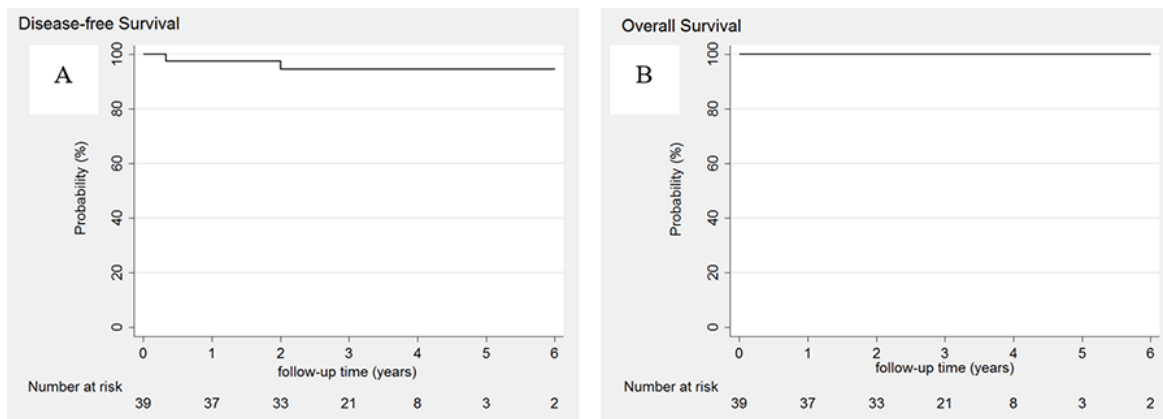 Disease-free Survival
A
Probability (%)
100
80
60
40
20
0
0 1 2 3 4 5 6
follow-up time (years)
Number at risk
39 37 33 21 8 3 2
Overall Survival
B
Probability (%)
100
80
60
40
20
0
0 1 2 3 4 5 6
follow-up time (years)
Number at risk
39 37 33 21 8 3 2